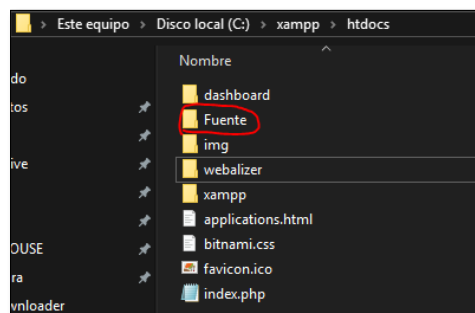 Este equipo > Disco local (C:) > xampp > htdocs
Nombre
do
tos
ive
OUSE
ra
vnloader
dashboard
Fuente
img
webalizer
xampp
applications.html
bitnami.css
favicon.ico
index.php